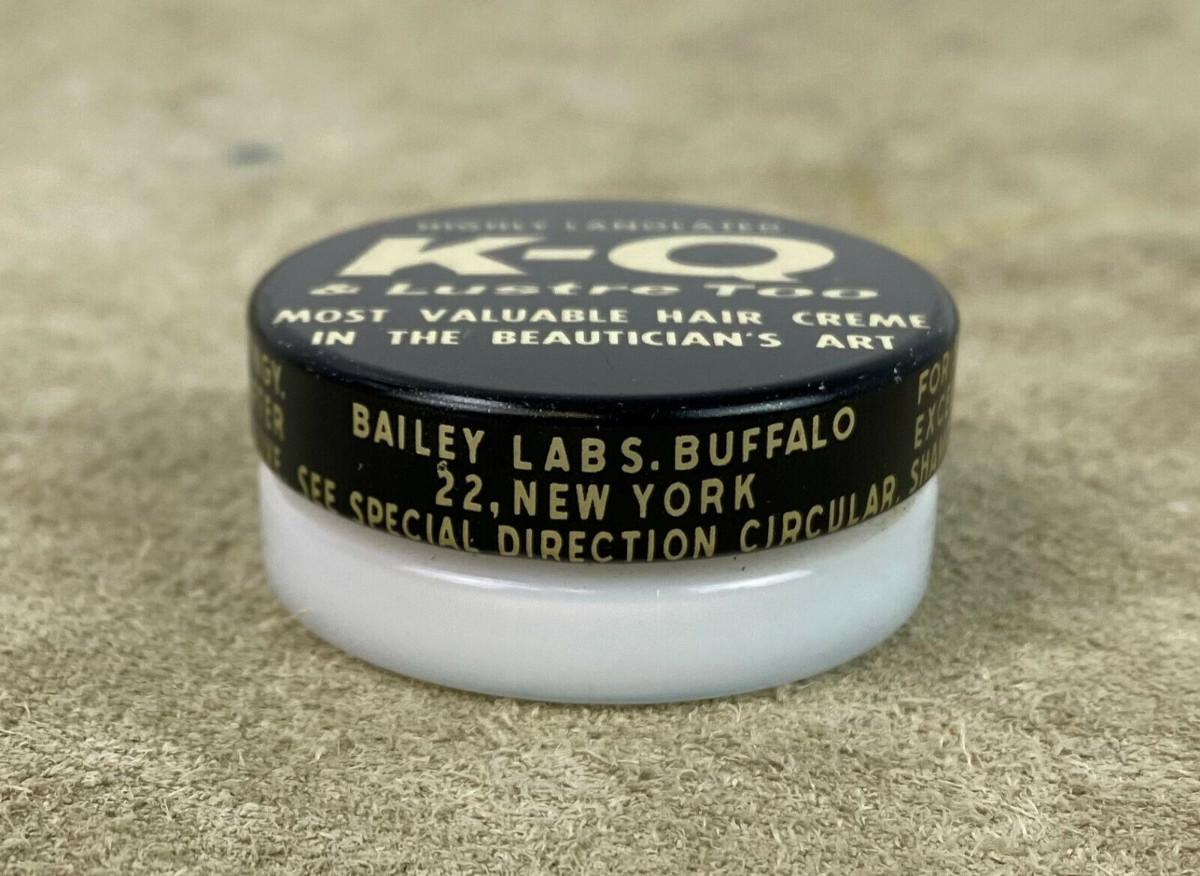 HIGHLY LANOLATED
K-Q
& Lustre Too
MOST VALUABLE HAIR CREME
IN THE BEAUTICIAN'S ART
BAILEY LABS. BUFFALO
22, NEW YORK
SEE SPECIAL DIRECTION CIRCULAR.
FOR